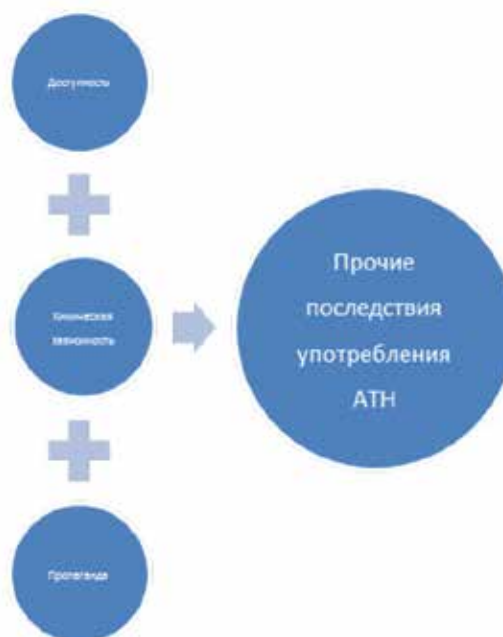 Доступность
Химическая
зависимость
Пропаганда
Прочие
последствия
употребления
АТН